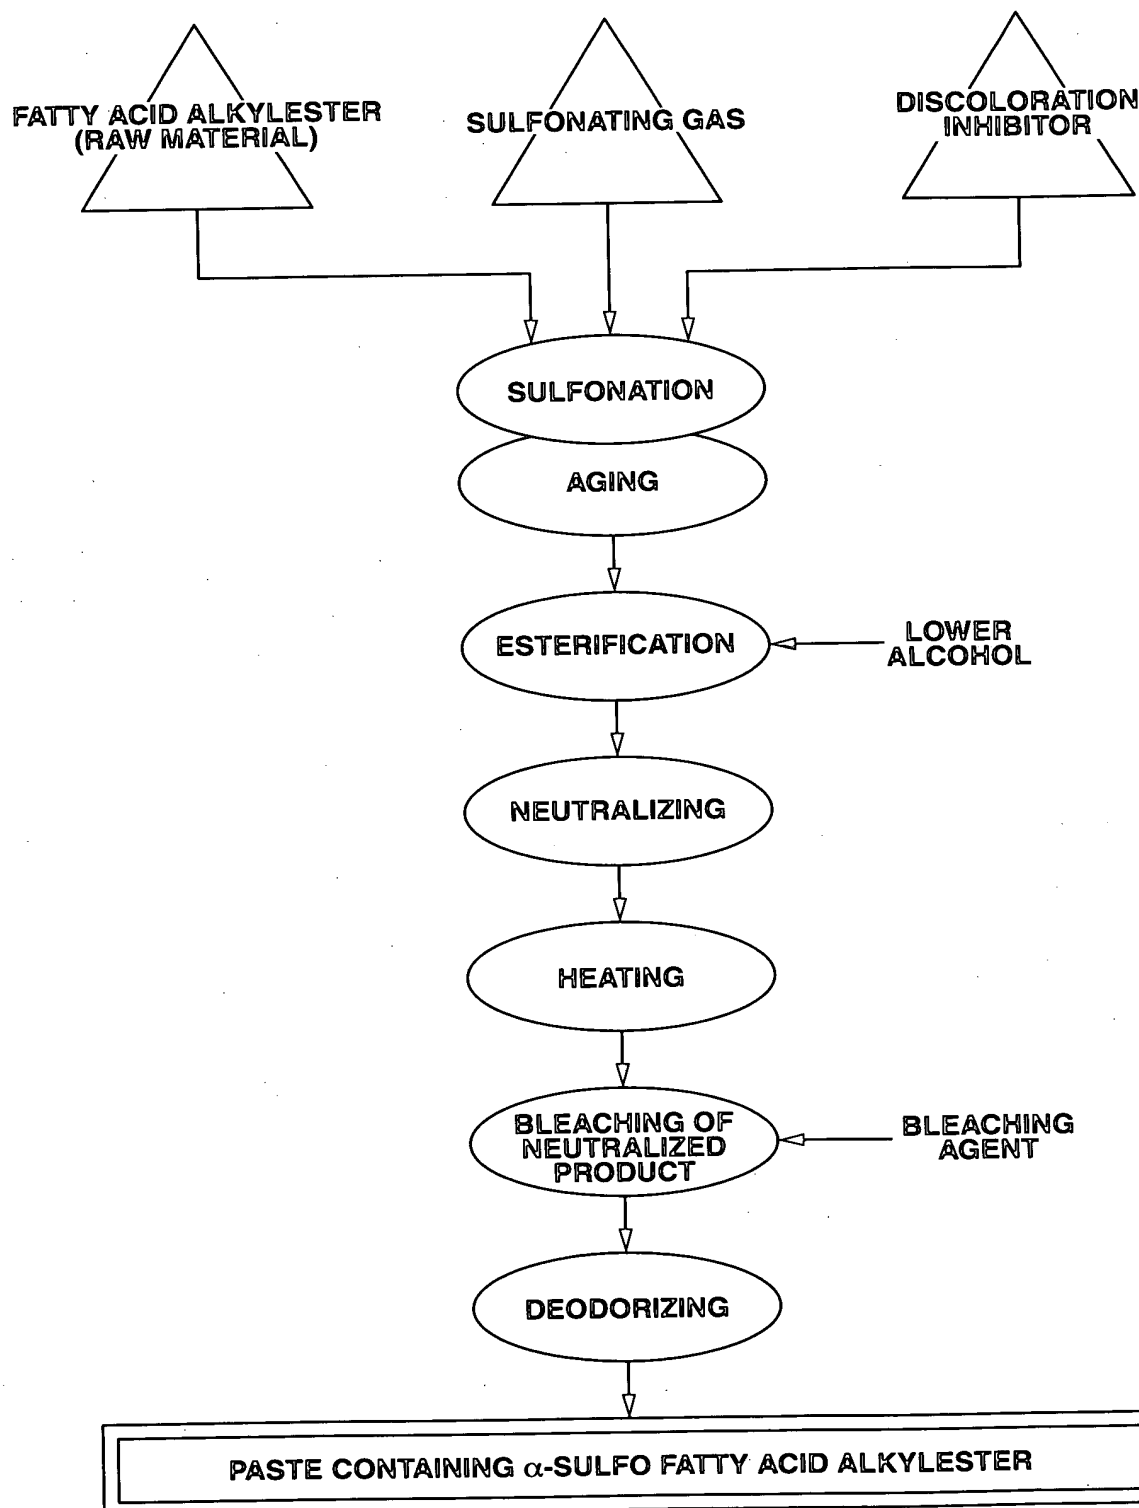 FATTY ACID ALKYLESTER
(RAW MATERIAL)
SULFONATING GAS
DISCOLORATION
INHIBITOR
SULFONATION
AGING
ESTERIFICATION
LOWER
ALCOHOL
NEUTRALIZING
HEATING
BLEACHING OF
NEUTRALIZED
PRODUCT
BLEACHING
AGENT
DEODORIZING
PASTE CONTAINING α-SULFO FATTY ACID ALKYLESTER